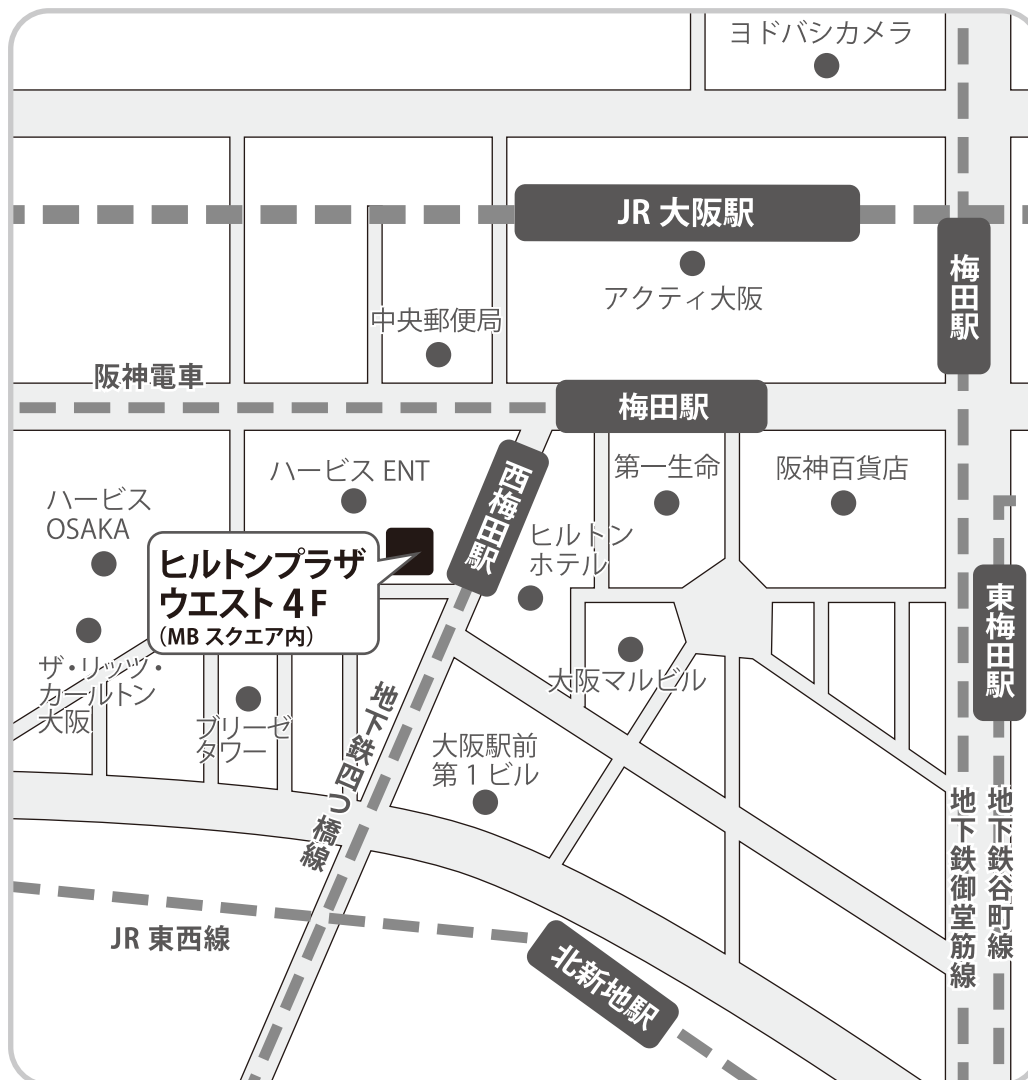 ヨドバシカメラ
JR 大阪駅
梅田駅
アクティ大阪
中央郵便局
阪神電車
梅田駅
ハービス ENT
西梅田駅
第一生命
阪神百貨店
ハービス
OSAKA
ヒルトン
ホテル
ヒルトンプラザ
ウエスト 4F
(MB スクエア内)
東梅田駅
ザ・リッツ・
カールトン
大阪
大阪マルビル
ブリーゼ
タワー
地下鉄四つ橋線
大阪駅前
第 1 ビル
地下鉄御堂筋線
地下鉄谷町線
JR 東西線
北新地駅